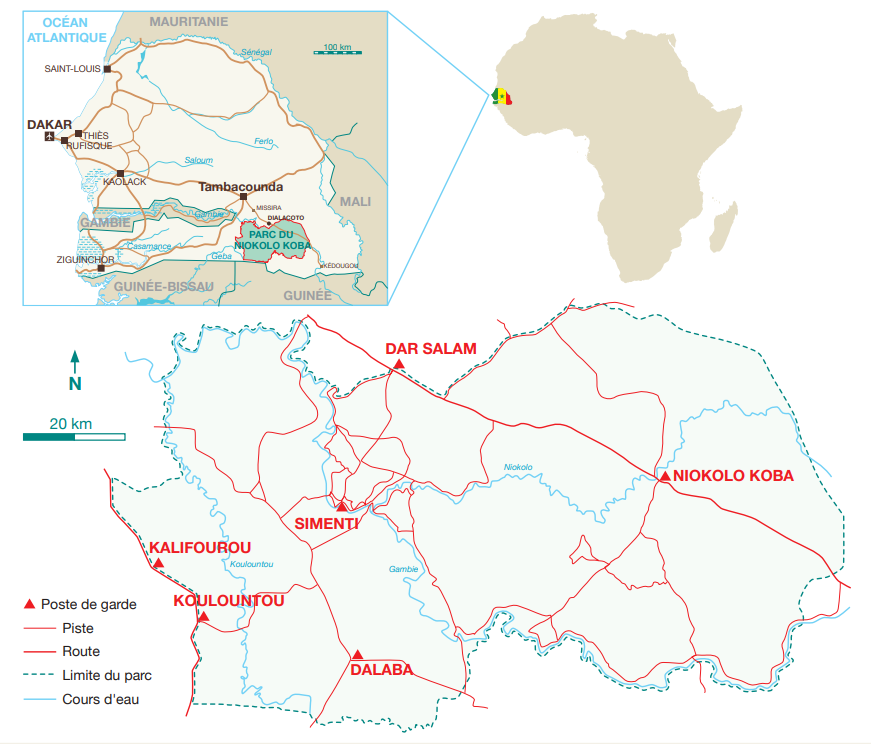 OCÉAN
ATLANTIQUE
MAURITANIE
Sénégal
100 km
SAINT-LOUIS
DAKAR
THIÈS
RUFISQUE
Ferlo
Saloum
KAOLACK
Tambacounda
MISSIRA
MALI
GAMBIE
Gambie
DIALACOTO
PARC DU
NIOKOLO KOBA
Casamance
Geba
ZIGUINCHOR
KÉDOUGOU
GUINÉE-BISSAU
GUINÉE
N
20 km
DAR SALAM
Niokolo
NIOKOLO KOBA
SIMENTI
KALIFOUROU
Koulountou
Gambie
KOULOUNTOU
DALABA
Poste de garde
Piste
Route
Limite du parc
Cours d'eau